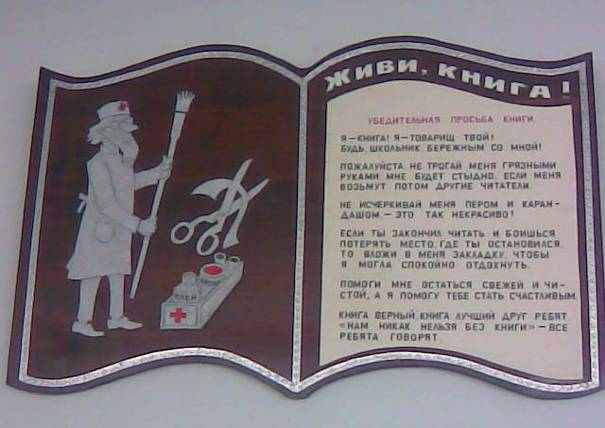 ЖИВИ, КНИГА!
УБЕДИТЕЛЬНАЯ ПРОСЬБА КНИГИ.
Я – КНИГА! Я – ТОВАРИЩ ТВОЙ!
БУДЬ ШКОЛЬНИК БЕРЕЖНЫМ СО МНОЙ!
ПОЖАЛУЙСТА НЕ ТРОГАЙ МЕНЯ ГРЯЗНЫМИ
РУКАМИ МНЕ БУДЕТ СТЫДНО, ЕСЛИ МЕНЯ
ВОЗЬМУТ ПОТОМ ДРУГИЕ ЧИТАТЕЛИ.
НЕ ИСЧЕРКИВАЙ МЕНЯ ПЕРОМ И КАРАН-
ДАШОМ – ЭТО ТАК НЕКРАСИВО!
ЕСЛИ ТЫ ЗАКОНЧИЛ ЧИТАТЬ И БОИШЬСЯ
ПОТЕРЯТЬ МЕСТО, ГДЕ ТЫ ОСТАНОВИЛСЯ,
ТО ВЛОЖИ В МЕНЯ ЗАКЛАДКУ, ЧТОБЫ
Я МОГЛА СПОКОЙНО ОТДОХНУТЬ.
ПОМОГИ МНЕ ОСТАТЬСЯ СВЕЖЕЙ И ЧИ-
СТОЙ, А Я ПОМОГУ ТЕБЕ СТАТЬ СЧАСТЛИВЫМ.
КНИГА ВЕРНЫЙ, КНИГА ЛУЧШИЙ ДРУГ РЕБЯТ
«НАМ НИКАК НЕЛЬЗЯ БЕЗ КНИГИ» – ВСЕ
РЕБЯТА ГОВОРЯТ.
КЛЕЙ